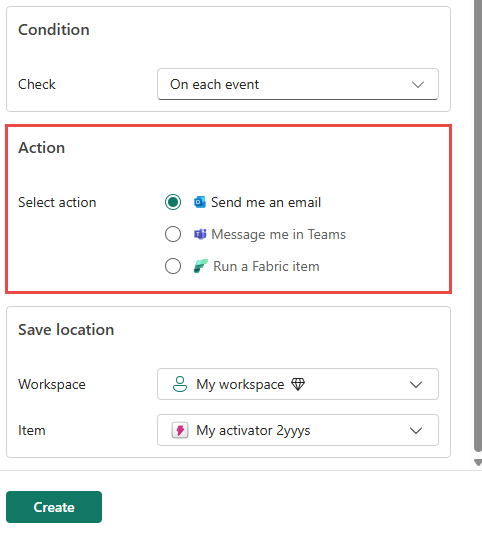 Condition
Check On each event
Action
Select action Send me an email
Message me in Teams
Run a Fabric item
Save location
Workspace My workspace
Item My activator 2yyys
Create